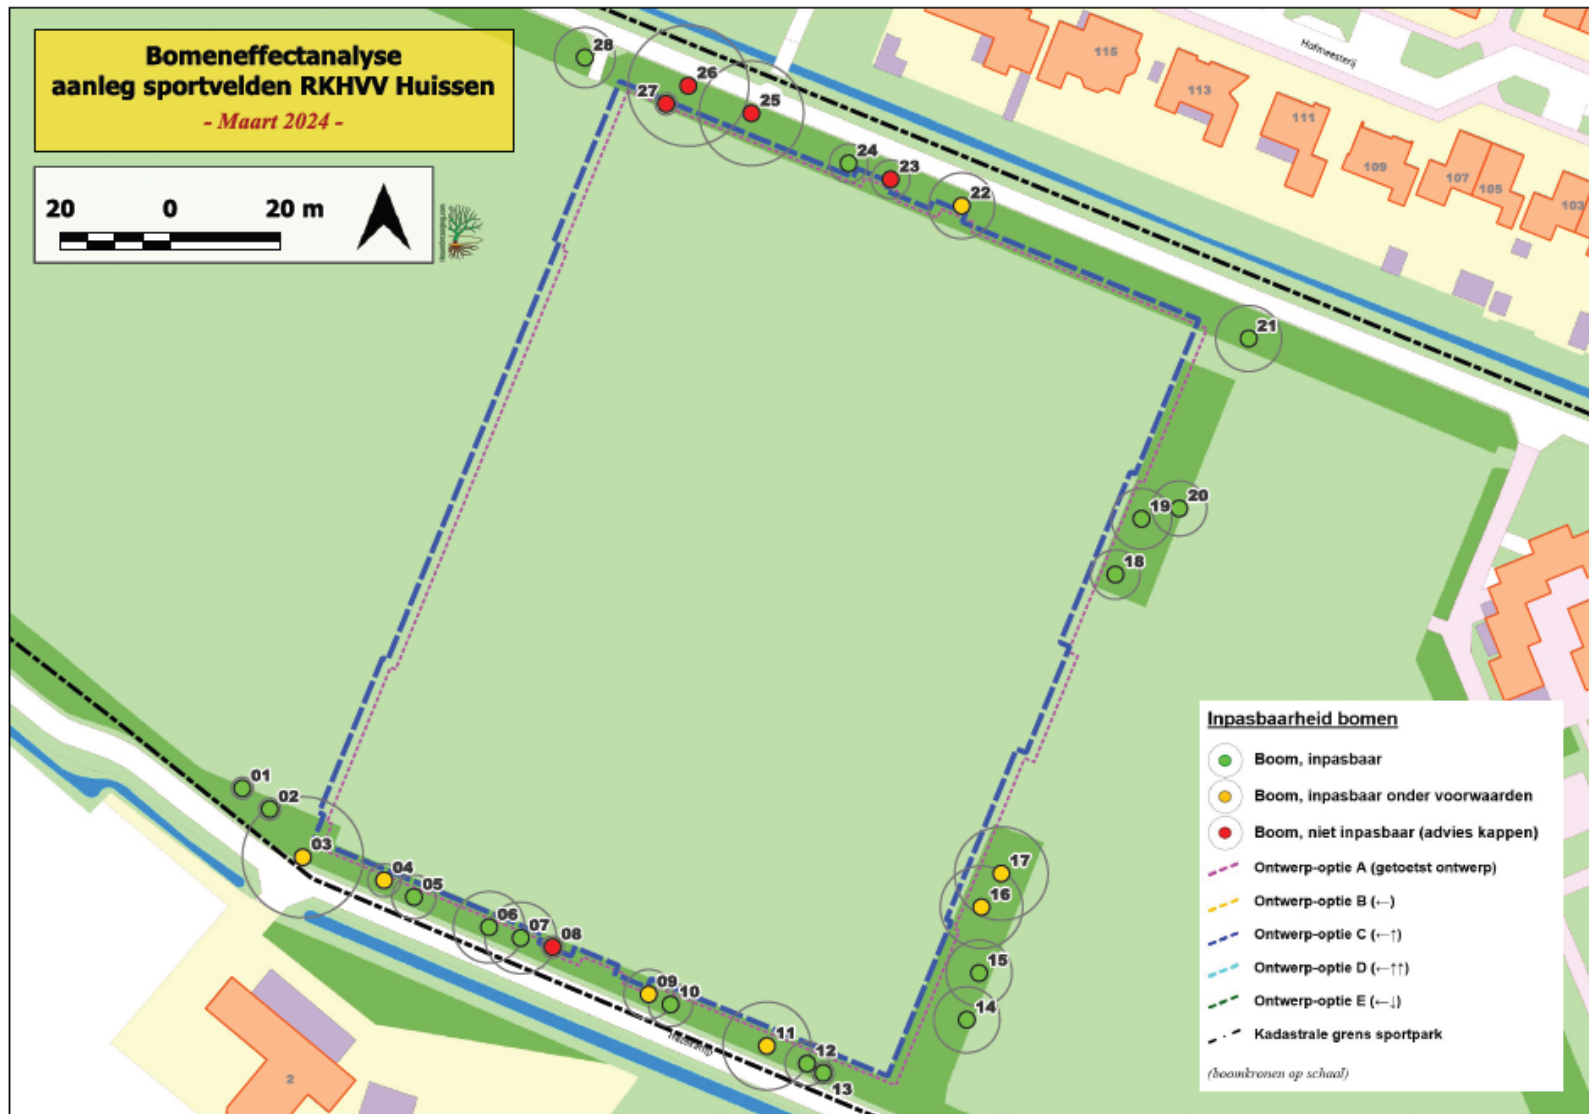 Bomeneffectanalyse
aanleg sportvelden RKHVV Huissen
- Maart 2024 -
20 0 20 m
28
26
27
25
24
23
22
21
20
19
18
17
16
15
14
13
12
11
10
09
08
07
06
05
04
03
02
01
Hofmeesterij
115
113
111
109
107
105
103
2
Inpasbaarheid bomen
Boom, inpasbaar
Boom, inpasbaar onder voorwaarden
Boom, niet inpasbaar (advies kappen)
Ontwerp-optie A (getoetst ontwerp)
Ontwerp-optie B (←)
Ontwerp-optie C (←↑)
Ontwerp-optie D (←↑↑)
Ontwerp-optie E (←↓)
Kadastrale grens sportpark
(boomkronen op schaal)